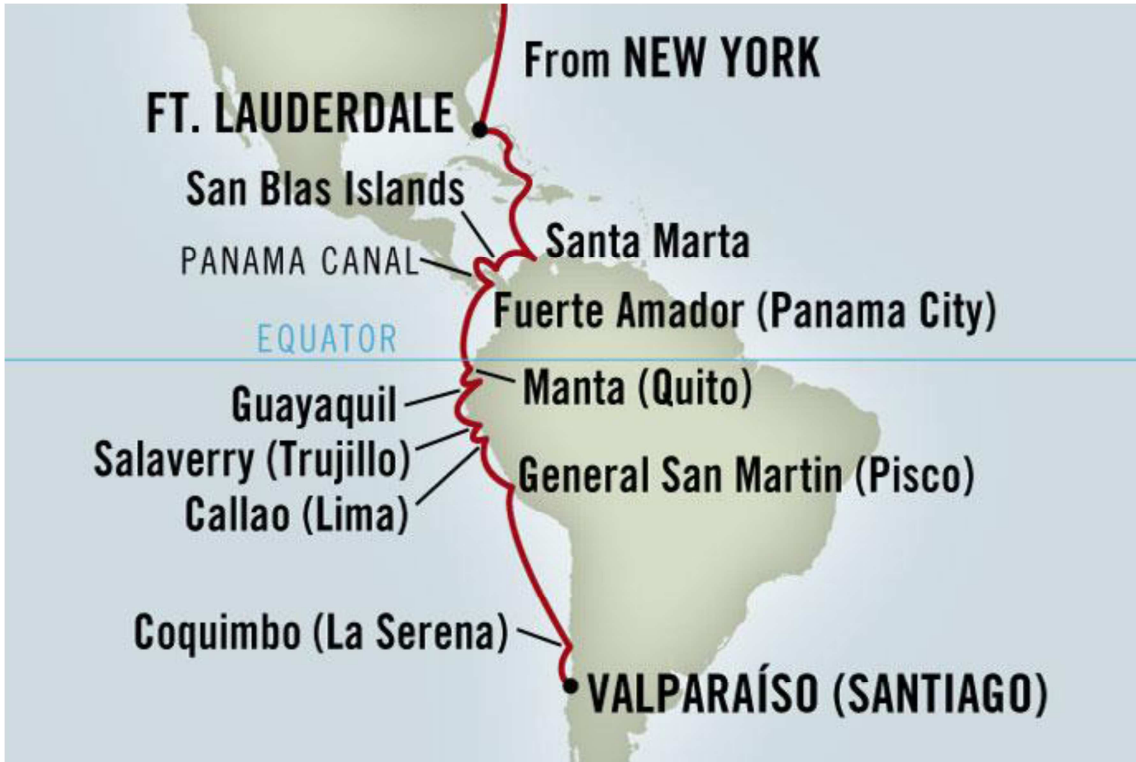 From NEW YORK
FT. LAUDERDALE
San Blas Islands
Santa Marta
PANAMA CANAL
Fuerte Amador (Panama City)
EQUATOR
Manta (Quito)
Guayaquil
Salaverry (Trujillo)
General San Martin (Pisco)
Callao (Lima)
Coquimbo (La Serena)
VALPARAÍSO (SANTIAGO)